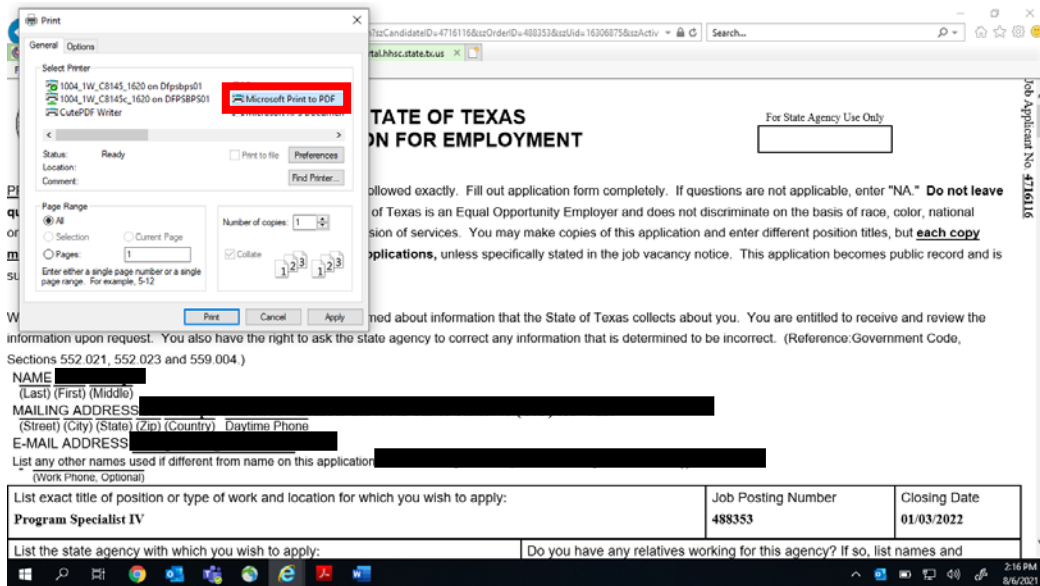 Print
General Options
Select Printer
1004_1W_C8145_1620 on Dfpsbps01
1004_1W_C8145c_1620 on DFPSBPS01
CutePDF Writer
Microsoft Print to PDF
Status: Ready
Location:
Comment:
Print to file
Preferences
Find Printer...
Page Range
All
Selection Current Page
Pages: 1
Enter either a single page number or a single
page range. For example, 5-12
Number of copies: 1
Collate
1 2 3 1 2 3
Print Cancel Apply
?szCandidateID=4716116&szOrderID=488353&szUid=16306875&szActiv
Search...
rtal.hhsc.state.tx.us
TATE OF TEXAS
ON FOR EMPLOYMENT
For State Agency Use Only
Job Applicant No. 4716116
ollowed exactly. Fill out application form completely. If questions are not applicable, enter "NA." Do not leave
of Texas is an Equal Opportunity Employer and does not discriminate on the basis of race, color, national
sion of services. You may make copies of this application and enter different position titles, but each copy
pplications, unless specifically stated in the job vacancy notice. This application becomes public record and is
su
W
med about information that the State of Texas collects about you. You are entitled to receive and review the
information upon request. You also have the right to ask the state agency to correct any information that is determined to be incorrect. (Reference:Government Code,
Sections 552.021, 552.023 and 559.004.)
NAME
(Last) (First) (Middle)
MAILING ADDRESS
(Street) (City) (State) (Zip) (Country) Daytime Phone
E-MAIL ADDRESS
List any other names used if different from name on this application
(Work Phone, Optional)
List exact title of position or type of work and location for which you wish to apply:
Program Specialist IV
Job Posting Number
488353
Closing Date
01/03/2022
List the state agency with which you wish to apply:
Do you have any relatives working for this agency? If so, list names and
2:16 PM
8/6/2021